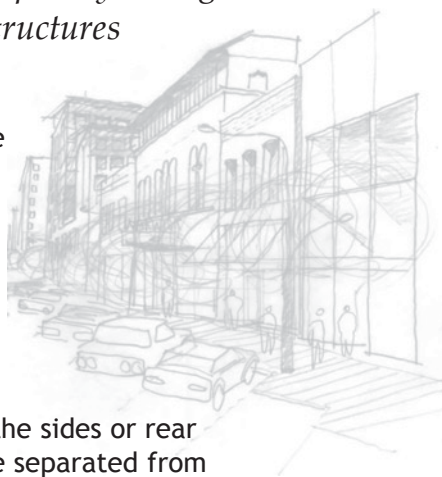 tructures
e
he sides or rear
e separated from